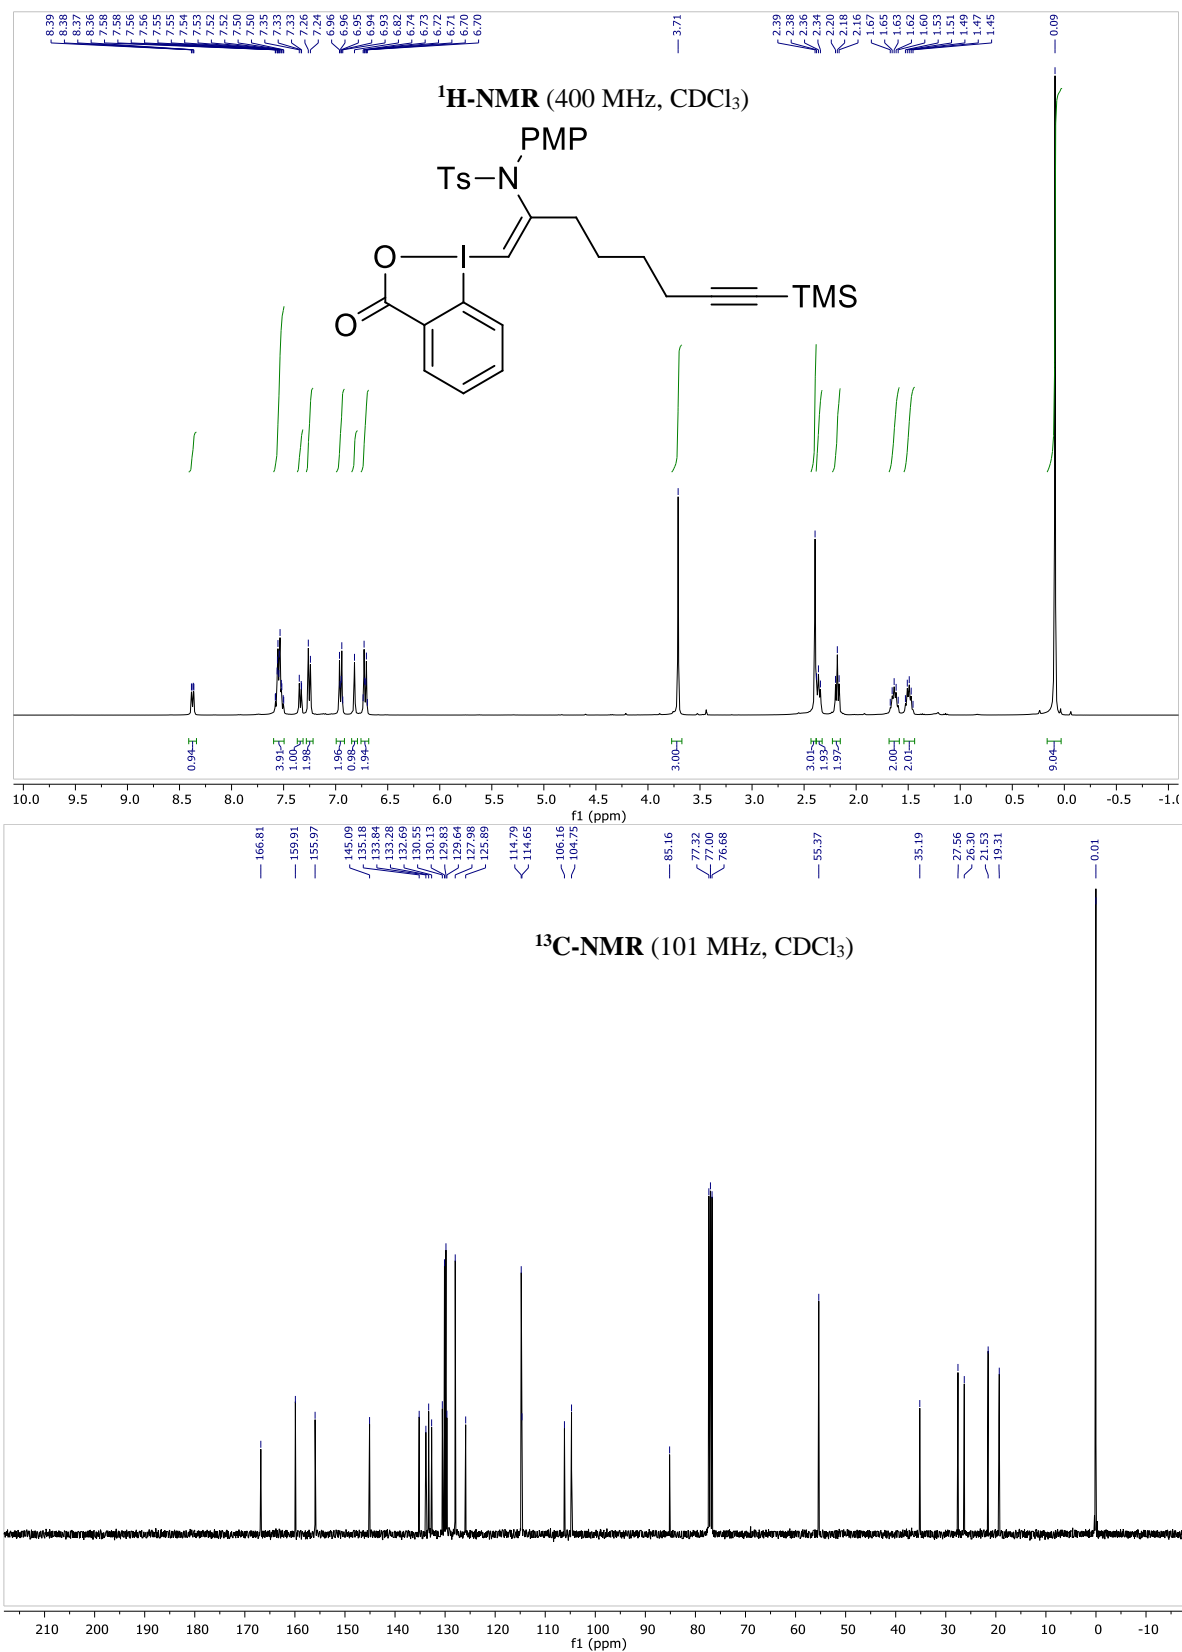 8.39 8.38 8.37 8.36 7.58 7.58 7.56 7.56 7.55 7.55 7.54 7.53 7.52 7.52 7.50 7.50 7.35 7.33 7.33 7.26 7.24 6.96 6.96 6.95 6.94 6.93 6.82 6.74 6.73 6.72 6.71 6.70 6.70 3.71 2.39 2.38 2.36 2.34 2.20 2.18 2.16 1.67 1.65 1.63 1.62 1.60 1.53 1.51 1.49 1.47 1.45 0.09
¹H-NMR (400 MHz, CDCl₃)
PMP
Ts N
O I
TMS
O
0.94 3.91 1.00 1.98 1.96 0.98 1.94 3.00 3.01 1.93 1.97 2.00 2.01 9.04
10.0 9.5 9.0 8.5 8.0 7.5 7.0 6.5 6.0 5.5 5.0 4.5 4.0 3.5 3.0 2.5 2.0 1.5 1.0 0.5 0.0 -0.5 -1.0
f1 (ppm)
166.81 159.91 155.97 145.09 135.18 133.84 133.28 132.69 130.55 130.13 129.83 129.64 127.98 125.89 114.79 114.65 106.16 104.75 85.16 77.32 77.00 76.68 55.37 35.19 27.56 26.30 21.53 19.31 0.01
¹³C-NMR (101 MHz, CDCl₃)
210 200 190 180 170 160 150 140 130 120 110 100 90 80 70 60 50 40 30 20 10 0 -10
f1 (ppm)